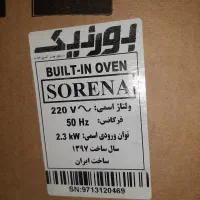 بورنیک
BUILT-IN OVEN
SORENA
ولتاژ اسمی: 220 V
فرکانس: 50 Hz
توان ورودی اسمی: 2.3 kW
سال ساخت ۱۳۹۷
ساخت ایران
SN:9713120469